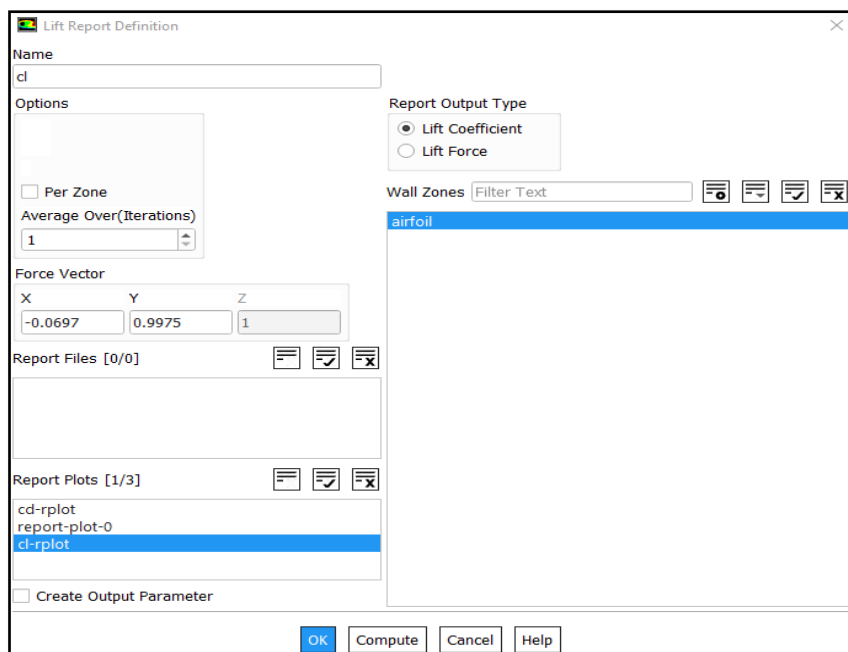 Lift Report Definition
Name
cl
Options
Per Zone
Average Over(Iterations)
1
Force Vector
X Y Z
-0.0697 0.9975 1
Report Files [0/0]
Report Plots [1/3]
cd-rplot
report-plot-0
cl-rplot
Create Output Parameter
Report Output Type
Lift Coefficient
Lift Force
Wall Zones Filter Text
airfoil
OK Compute Cancel Help